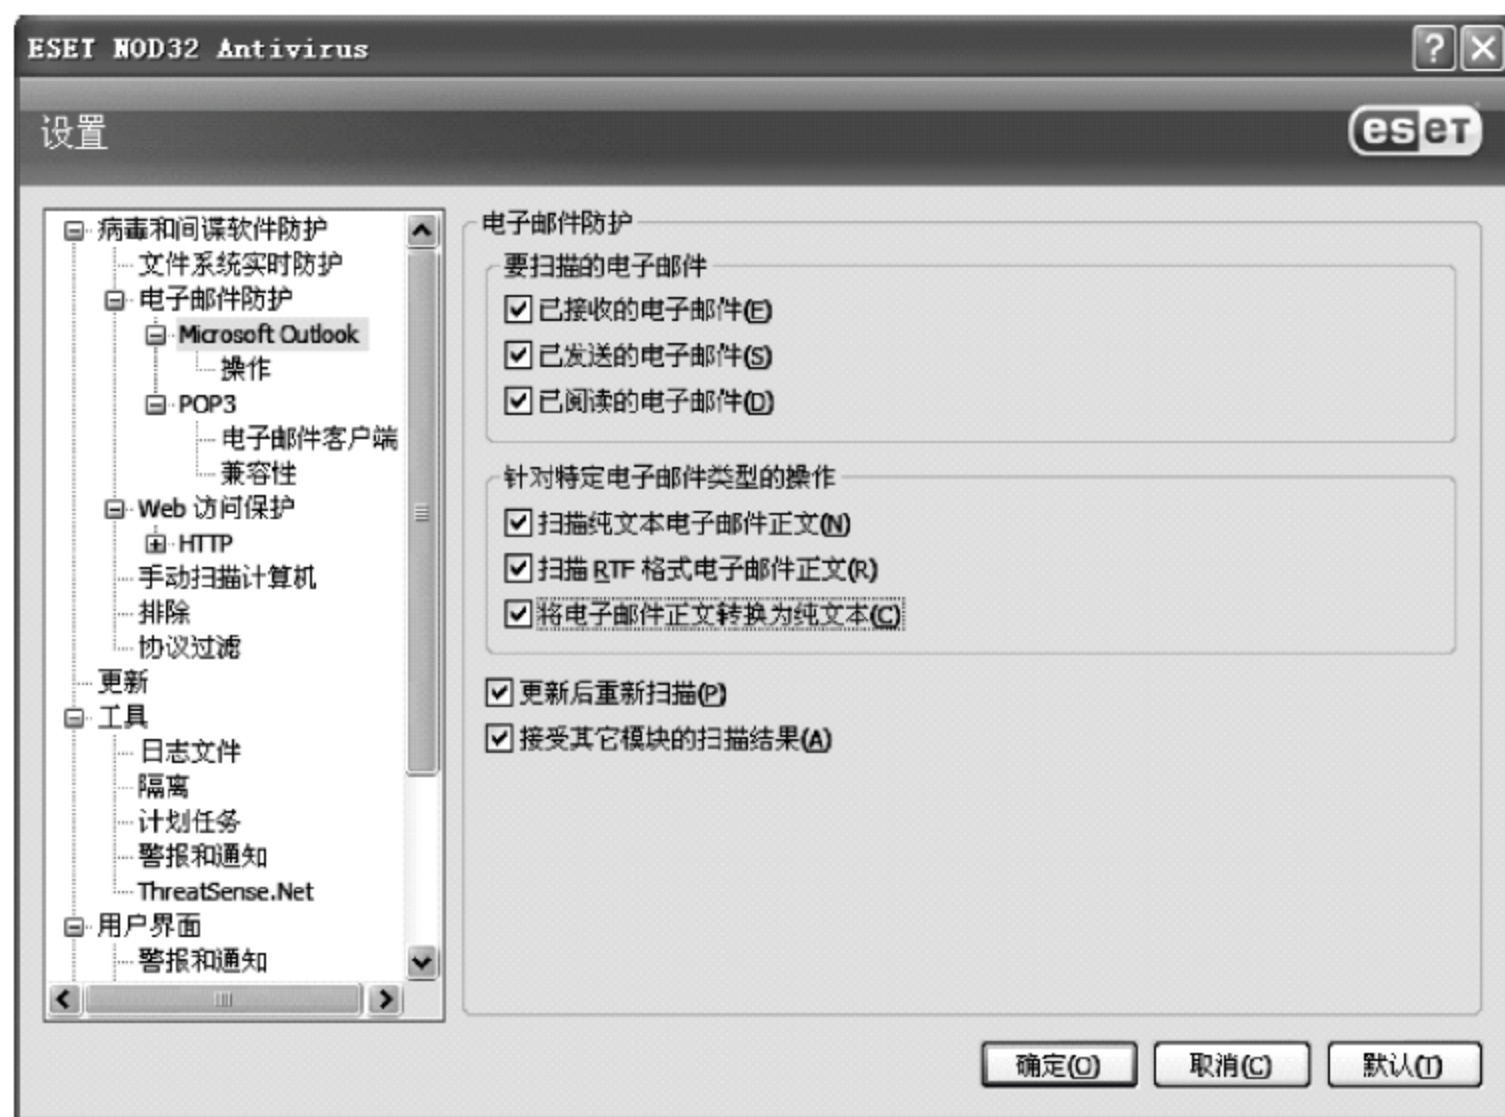 ESET NOD32 Antivirus
设置
eseT
病毒和间谍软件防护
文件系统实时防护
电子邮件防护
Microsoft Outlook
操作
POP3
电子邮件客户端
兼容性
Web 访问保护
HTTP
手动扫描计算机
排除
协议过滤
更新
工具
日志文件
隔离
计划任务
警报和通知
ThreatSense.Net
用户界面
警报和通知
电子邮件防护
要扫描的电子邮件
已接收的电子邮件(E)
已发送的电子邮件(S)
已阅读的电子邮件(D)
针对特定电子邮件类型的操作
扫描纯文本电子邮件正文(N)
扫描 RTF 格式电子邮件正文(R)
将电子邮件正文转换为纯文本(C)
更新后重新扫描(P)
接受其它模块的扫描结果(A)
确定(O)
取消(C)
默认(T)